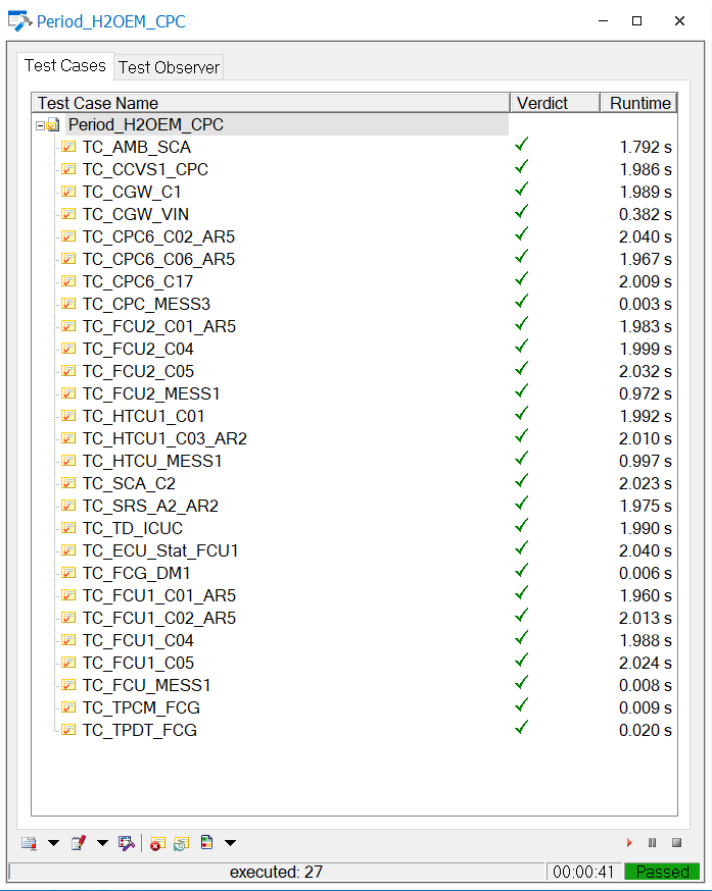 Period_H2OEM_CPC
Test Cases Test Observer
Test Case Name Verdict Runtime
Period_H2OEM_CPC
TC_AMB_SCA 1.792 s
TC_CCVS1_CPC 1.986 s
TC_CGW_C1 1.989 s
TC_CGW_VIN 0.382 s
TC_CPC6_C02_AR5 2.040 s
TC_CPC6_C06_AR5 1.967 s
TC_CPC6_C17 2.009 s
TC_CPC_MESS3 0.003 s
TC_FCU2_C01_AR5 1.983 s
TC_FCU2_C04 1.999 s
TC_FCU2_C05 2.032 s
TC_FCU2_MESS1 0.972 s
TC_HTCU1_C01 1.992 s
TC_HTCU1_C03_AR2 2.010 s
TC_HTCU_MESS1 0.997 s
TC_SCA_C2 2.023 s
TC_SRS_A2_AR2 1.975 s
TC_TD_ICUC 1.990 s
TC_ECU_Stat_FCU1 2.040 s
TC_FCG_DM1 0.006 s
TC_FCU1_C01_AR5 1.960 s
TC_FCU1_C02_AR5 2.013 s
TC_FCU1_C04 1.988 s
TC_FCU1_C05 2.024 s
TC_FCU_MESS1 0.008 s
TC_TPCM_FCG 0.009 s
TC_TPDT_FCG 0.020 s
executed: 27 00:00:41 Passed